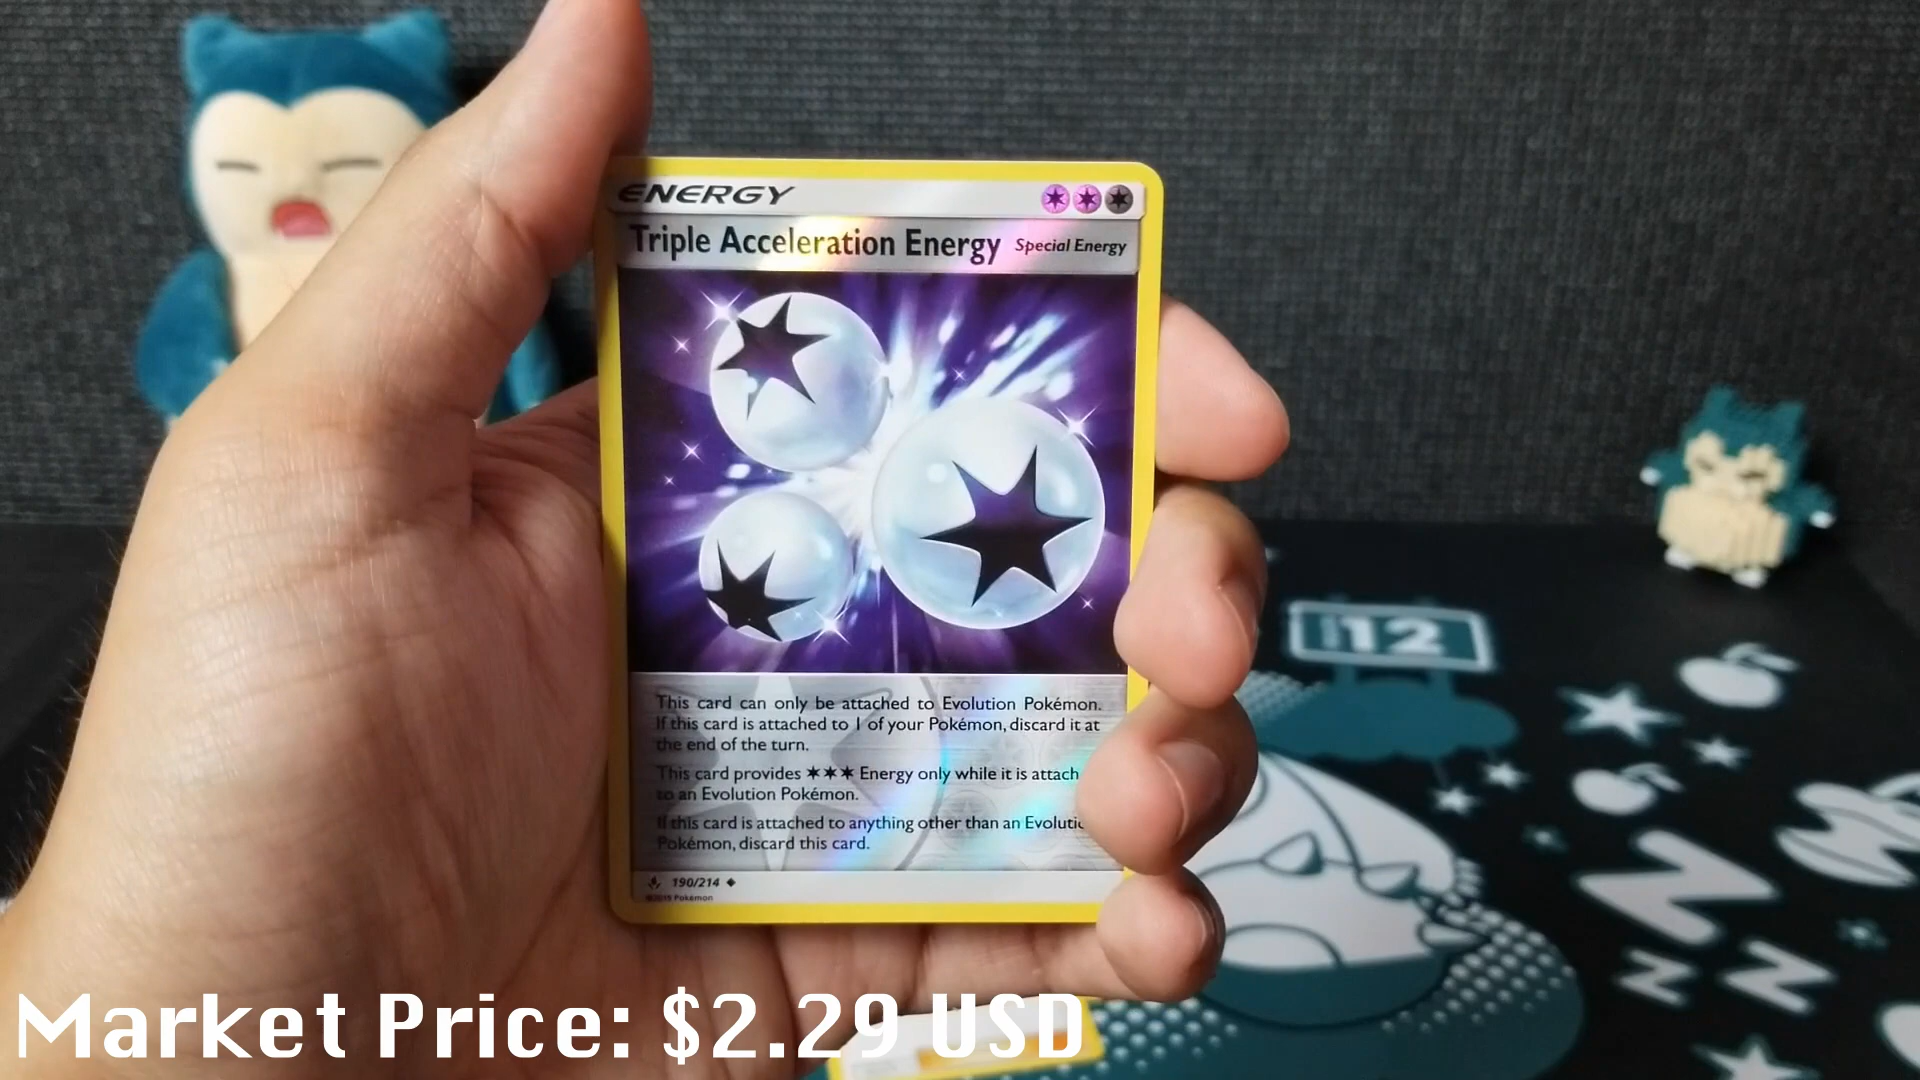 ENERGY
Triple Acceleration Energy Special Energy
This card can only be attached to Evolution Pokémon.
If this card is attached to 1 of your Pokémon, discard it at
the end of the turn.
This card provides ✶✶✶ Energy only while it is attach
to an Evolution Pokémon.
If this card is attached to anything other than an Evolutio
Pokémon, discard this card.
190/214
©2019 Pokémon
12
Z
Z
Z
Market Price: $2.29 USD